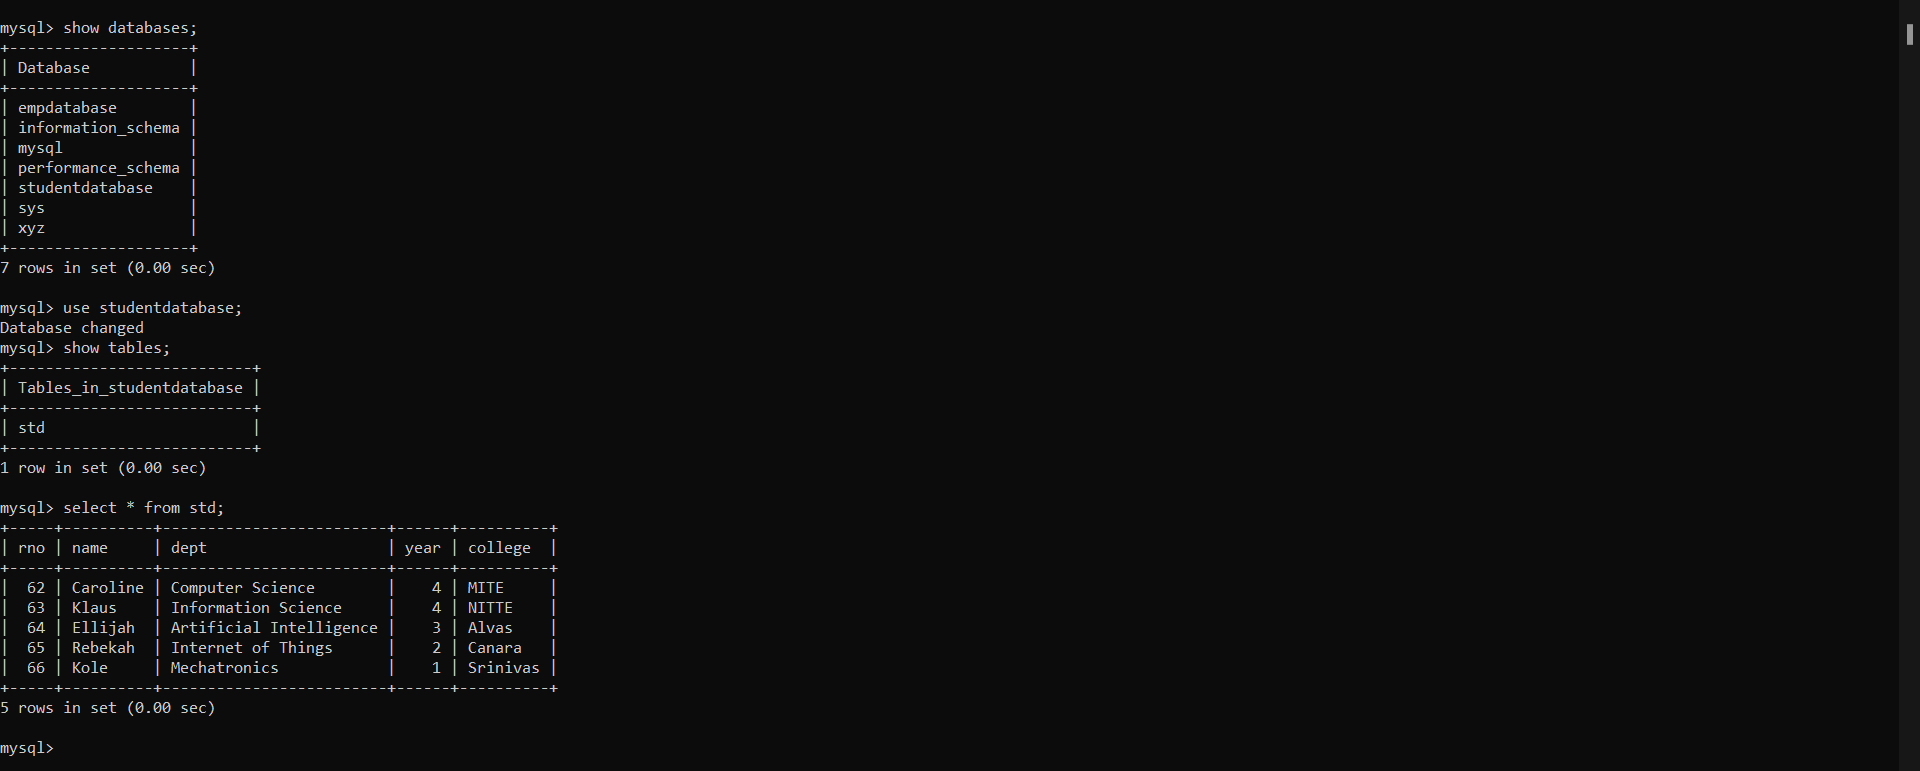 mysql> show databases;
+--------------------+
| Database           |
+--------------------+
| empdatabase        |
| information_schema |
| mysql              |
| performance_schema |
| studentdatabase    |
| sys                |
| xyz                |
+--------------------+
7 rows in set (0.00 sec)

mysql> use studentdatabase;
Database changed
mysql> show tables;
+---------------------------+
| Tables_in_studentdatabase |
+---------------------------+
| std                       |
+---------------------------+
1 row in set (0.00 sec)

mysql> select * from std;
+-----+----------+-------------------------+------+----------+
| rno | name     | dept                    | year | college  |
+-----+----------+-------------------------+------+----------+
|  62 | Caroline | Computer Science        |    4 | MITE     |
|  63 | Klaus    | Information Science     |    4 | NITTE    |
|  64 | Ellijah  | Artificial Intelligence |    3 | Alvas    |
|  65 | Rebekah  | Internet of Things      |    2 | Canara   |
|  66 | Kole     | Mechatronics            |    1 | Srinivas |
+-----+----------+-------------------------+------+----------+
5 rows in set (0.00 sec)

mysql>